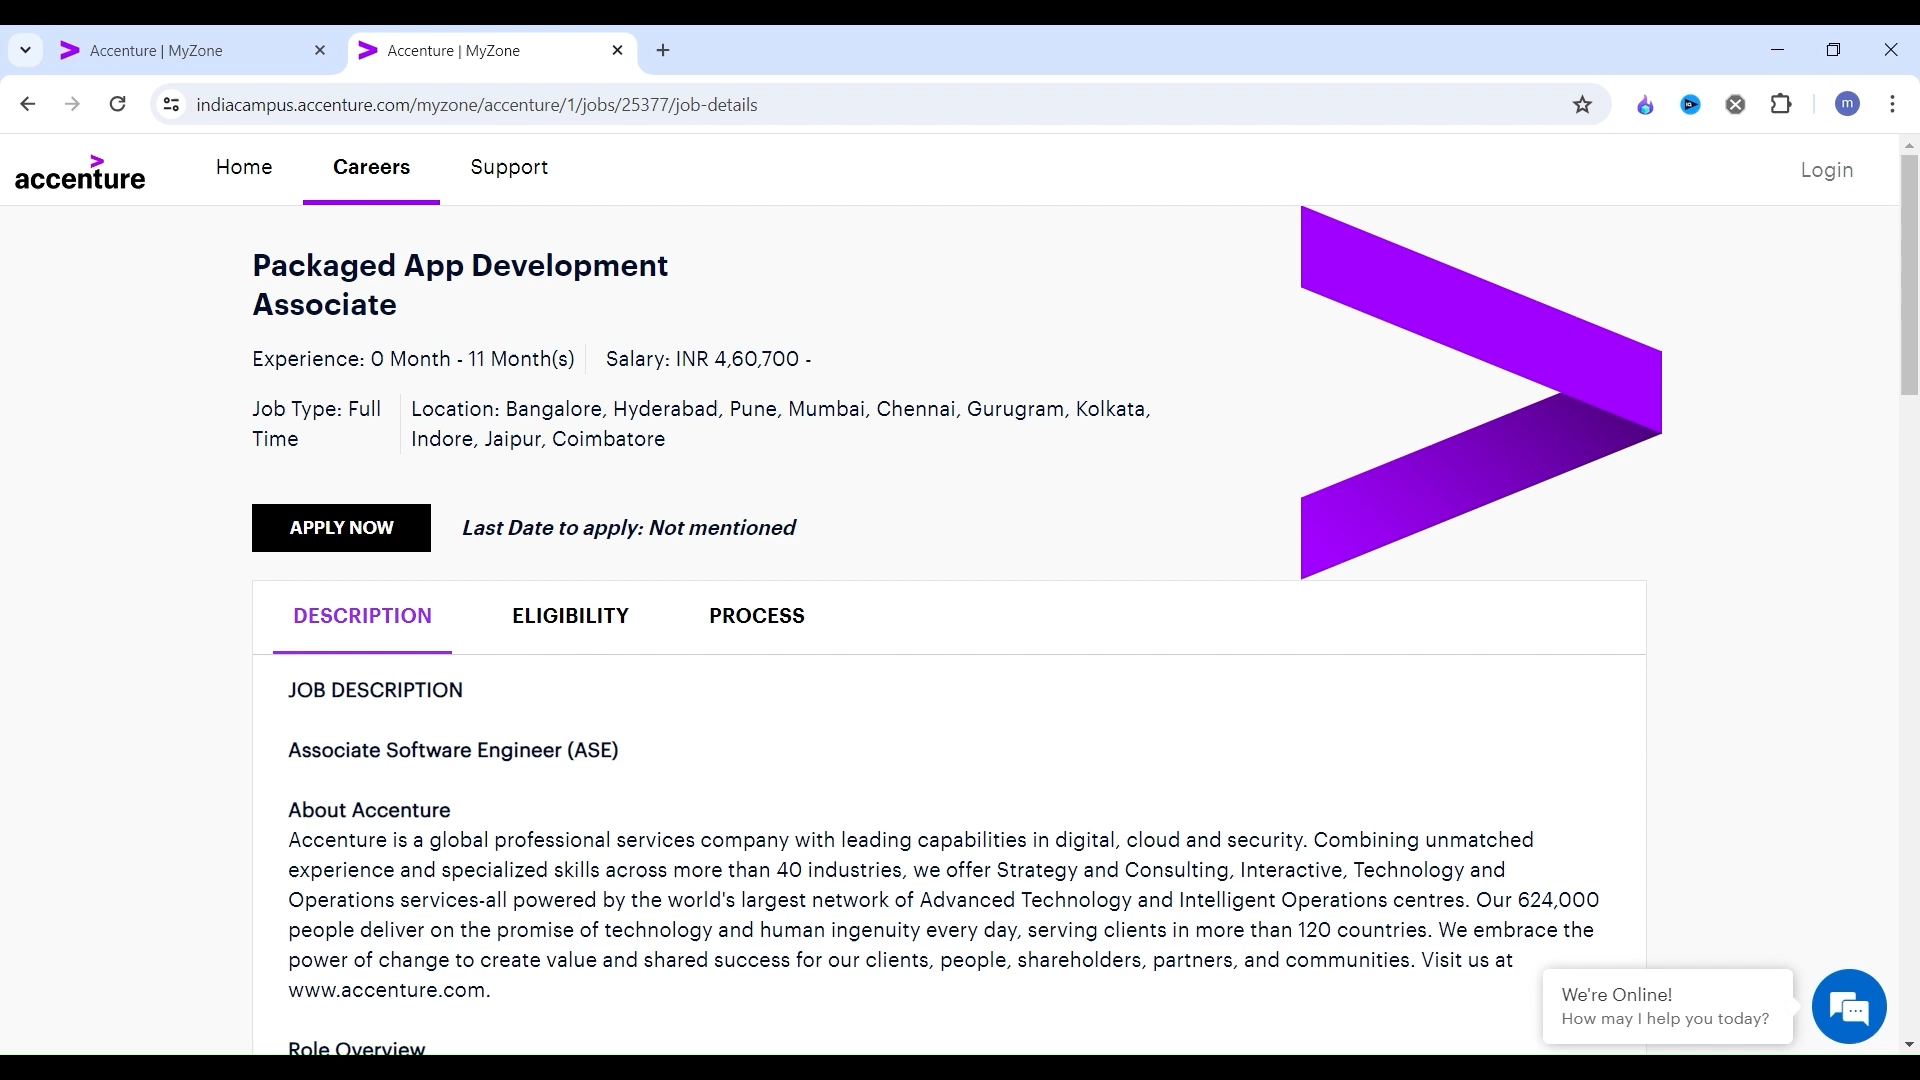 Accenture | MyZone
Accenture | MyZone
indiacampus.accenture.com/myzone/accenture/1/jobs/25377/job-details
m
accenture
Home
Careers
Support
Login
Packaged App Development
Associate
Experience: 0 Month - 11 Month(s)
Salary: INR 4,60,700 -
Job Type: Full
Time
Location: Bangalore, Hyderabad, Pune, Mumbai, Chennai, Gurugram, Kolkata,
Indore, Jaipur, Coimbatore
APPLY NOW
Last Date to apply: Not mentioned
DESCRIPTION
ELIGIBILITY
PROCESS
JOB DESCRIPTION
Associate Software Engineer (ASE)
About Accenture
Accenture is a global professional services company with leading capabilities in digital, cloud and security. Combining unmatched
experience and specialized skills across more than 40 industries, we offer Strategy and Consulting, Interactive, Technology and
Operations services-all powered by the world's largest network of Advanced Technology and Intelligent Operations centres. Our 624,000
people deliver on the promise of technology and human ingenuity every day, serving clients in more than 120 countries. We embrace the
power of change to create value and shared success for our clients, people, shareholders, partners, and communities. Visit us at
www.accenture.com.
Role Overview
We're Online!
How may I help you today?